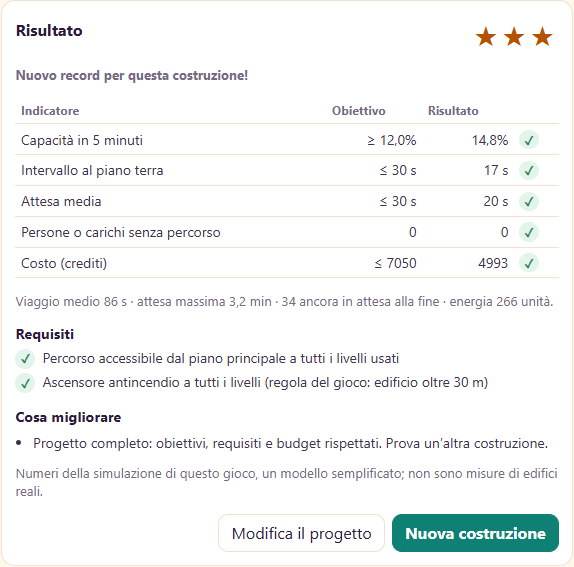 Risultato
Nuovo record per questa costruzione!
Indicatore Obiettivo Risultato
Capacità in 5 minuti ≥ 12,0% 14,8%
Intervallo al piano terra ≤ 30 s 17 s
Attesa media ≤ 30 s 20 s
Persone o carichi senza percorso 0 0
Costo (crediti) ≤ 7050 4993
Viaggio medio 86 s · attesa massima 3,2 min · 34 ancora in attesa alla fine · energia 266 unità.
Requisiti
Percorso accessibile dal piano principale a tutti i livelli usati
Ascensore antincendio a tutti i livelli (regola del gioco: edificio oltre 30 m)
Cosa migliorare
• Progetto completo: obiettivi, requisiti e budget rispettati. Prova un'altra costruzione.
Numeri della simulazione di questo gioco, un modello semplificato; non sono misure di edifici
reali.
Modifica il progetto Nuova costruzione